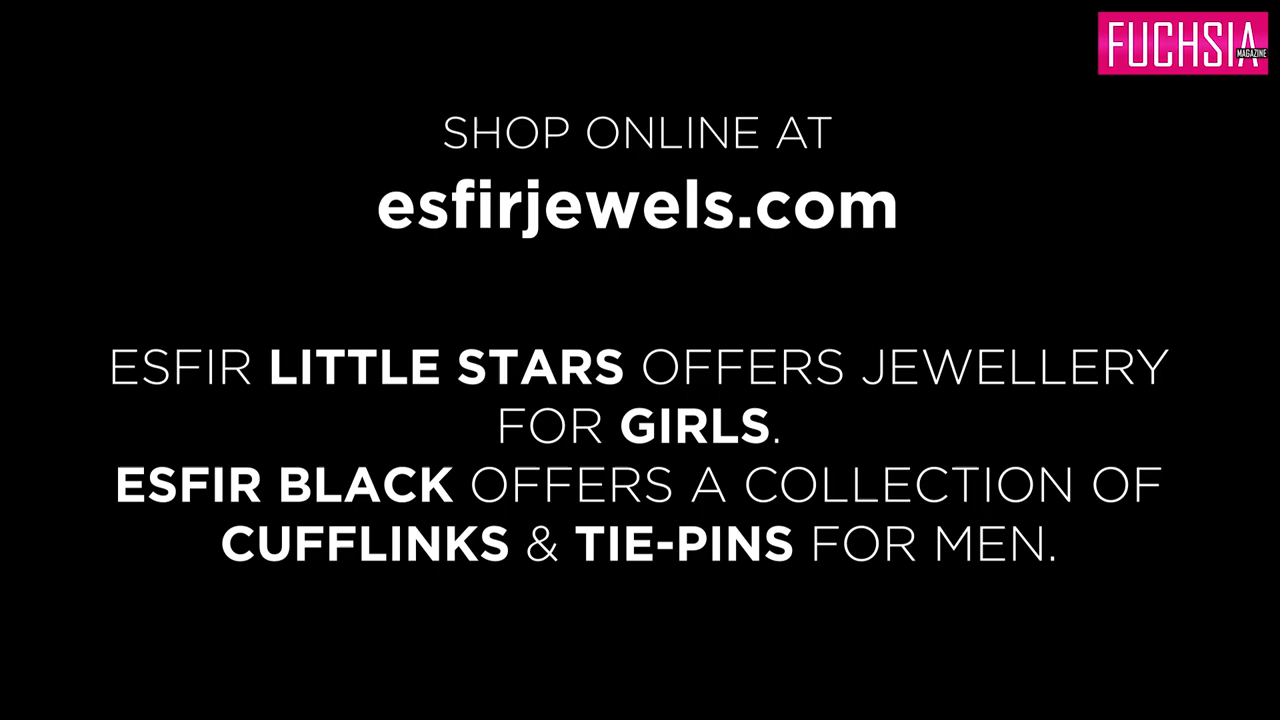 FUCHSIA
MAGAZINE
SHOP ONLINE AT
esfirjewels.com
ESFIR LITTLE STARS OFFERS JEWELLERY
FOR GIRLS.
ESFIR BLACK OFFERS A COLLECTION OF
CUFFLINKS & TIE-PINS FOR MEN.